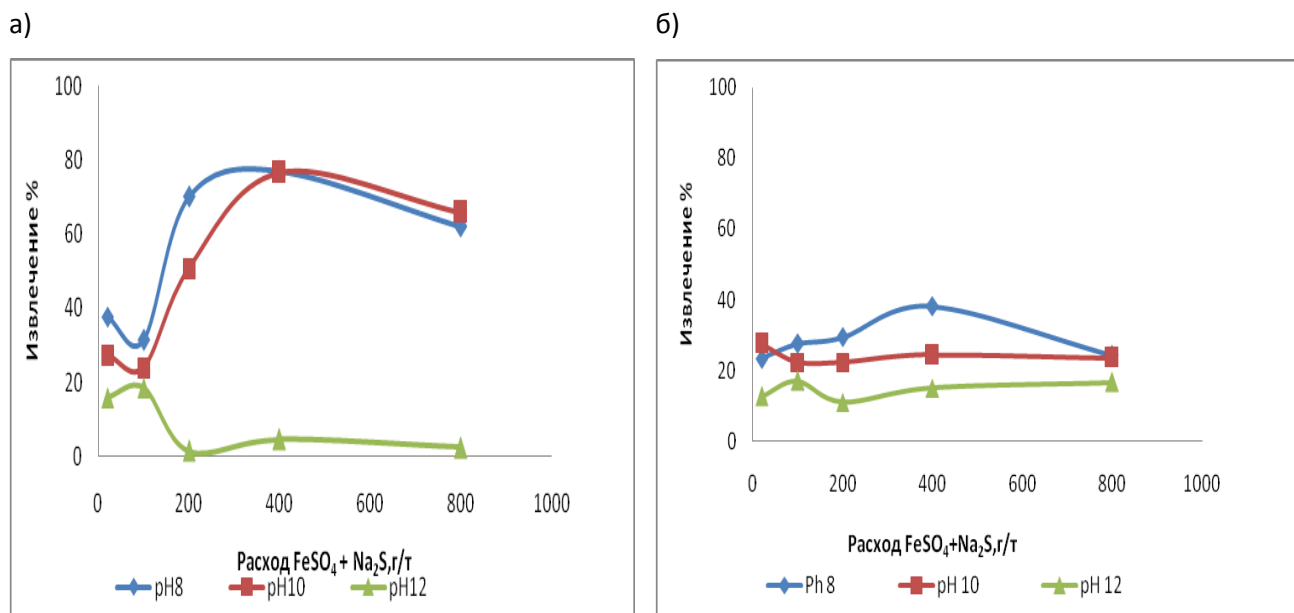 а)
100
80
60
40
20
0
Извлечение %
0 200 400 600 800 1000
Расход FeSO₄ + Na₂S,г/т
pH8 pH10 pH12
б)
100
80
60
40
20
0
Извлечение %
0 200 400 600 800 1000
Расход FeSO₄+Na₂S,г/т
Ph 8 pH 10 pH 12